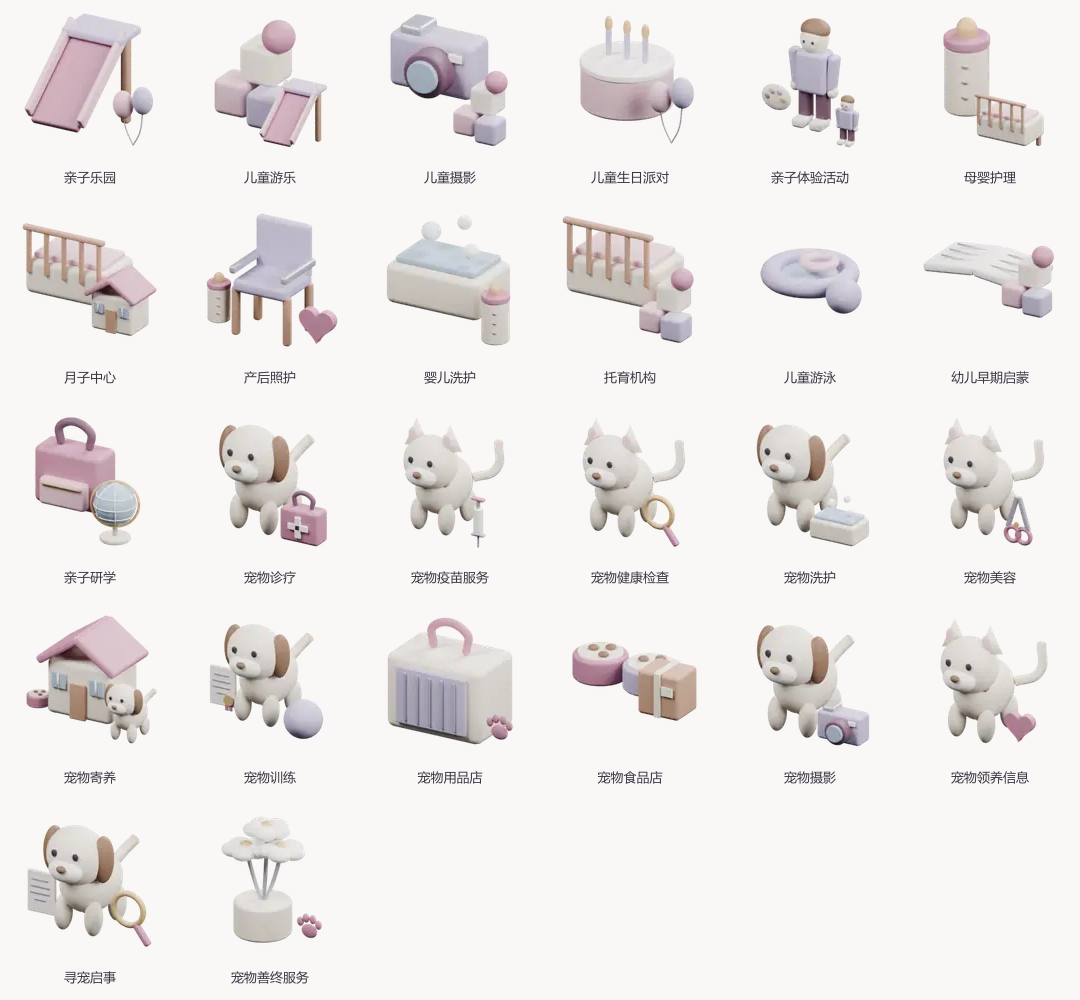 亲子乐园
儿童游乐
儿童摄影
儿童生日派对
亲子体验活动
母婴护理
月子中心
产后照护
婴儿洗护
托育机构
儿童游泳
幼儿早期启蒙
亲子研学
宠物诊疗
宠物疫苗服务
宠物健康检查
宠物洗护
宠物美容
宠物寄养
宠物训练
宠物用品店
宠物食品店
宠物摄影
宠物领养信息
寻宠启事
宠物善终服务